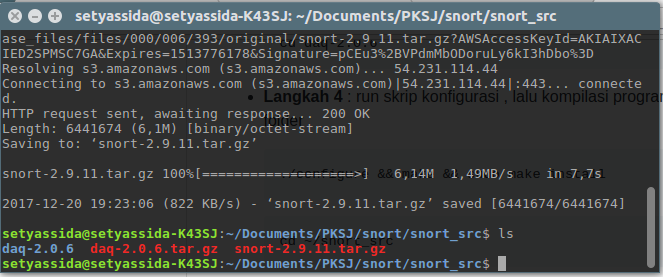 setyassida@setyassida-K43SJ: ~/Documents/PKSJ/snort/snort_src
ase_files/files/000/006/393/original/snort-2.9.11.tar.gz?AWSAccessKeyId=AKIAIXAC
IED2SPMSC7GA&Expires=1513776178&Signature=pCEu3%2BVPdmMbODoruLy6kI3hDbo%3D
Resolving s3.amazonaws.com (s3.amazonaws.com)... 54.231.114.44
Connecting to s3.amazonaws.com (s3.amazonaws.com)|54.231.114.44|:443... connecte
d.
Langkah 4 : run skrip konfigurasi , lalu kompilasi program
HTTP request sent, awaiting response... 200 OK
Length: 6441674 (6,1M) [binary/octet-stream]
Saving to: ‘snort-2.9.11.tar.gz’
snort-2.9.11.tar.gz 100%[===================>] 6,14M 1,49MB/s in 7,7s
2017-12-20 19:23:06 (822 KB/s) - ‘snort-2.9.11.tar.gz’ saved [6441674/6441674]
setyassida@setyassida-K43SJ:~/Documents/PKSJ/snort/snort_src$ ls
daq-2.0.6 daq-2.0.6.tar.gz snort-2.9.11.tar.gz
setyassida@setyassida-K43SJ:~/Documents/PKSJ/snort/snort_src$